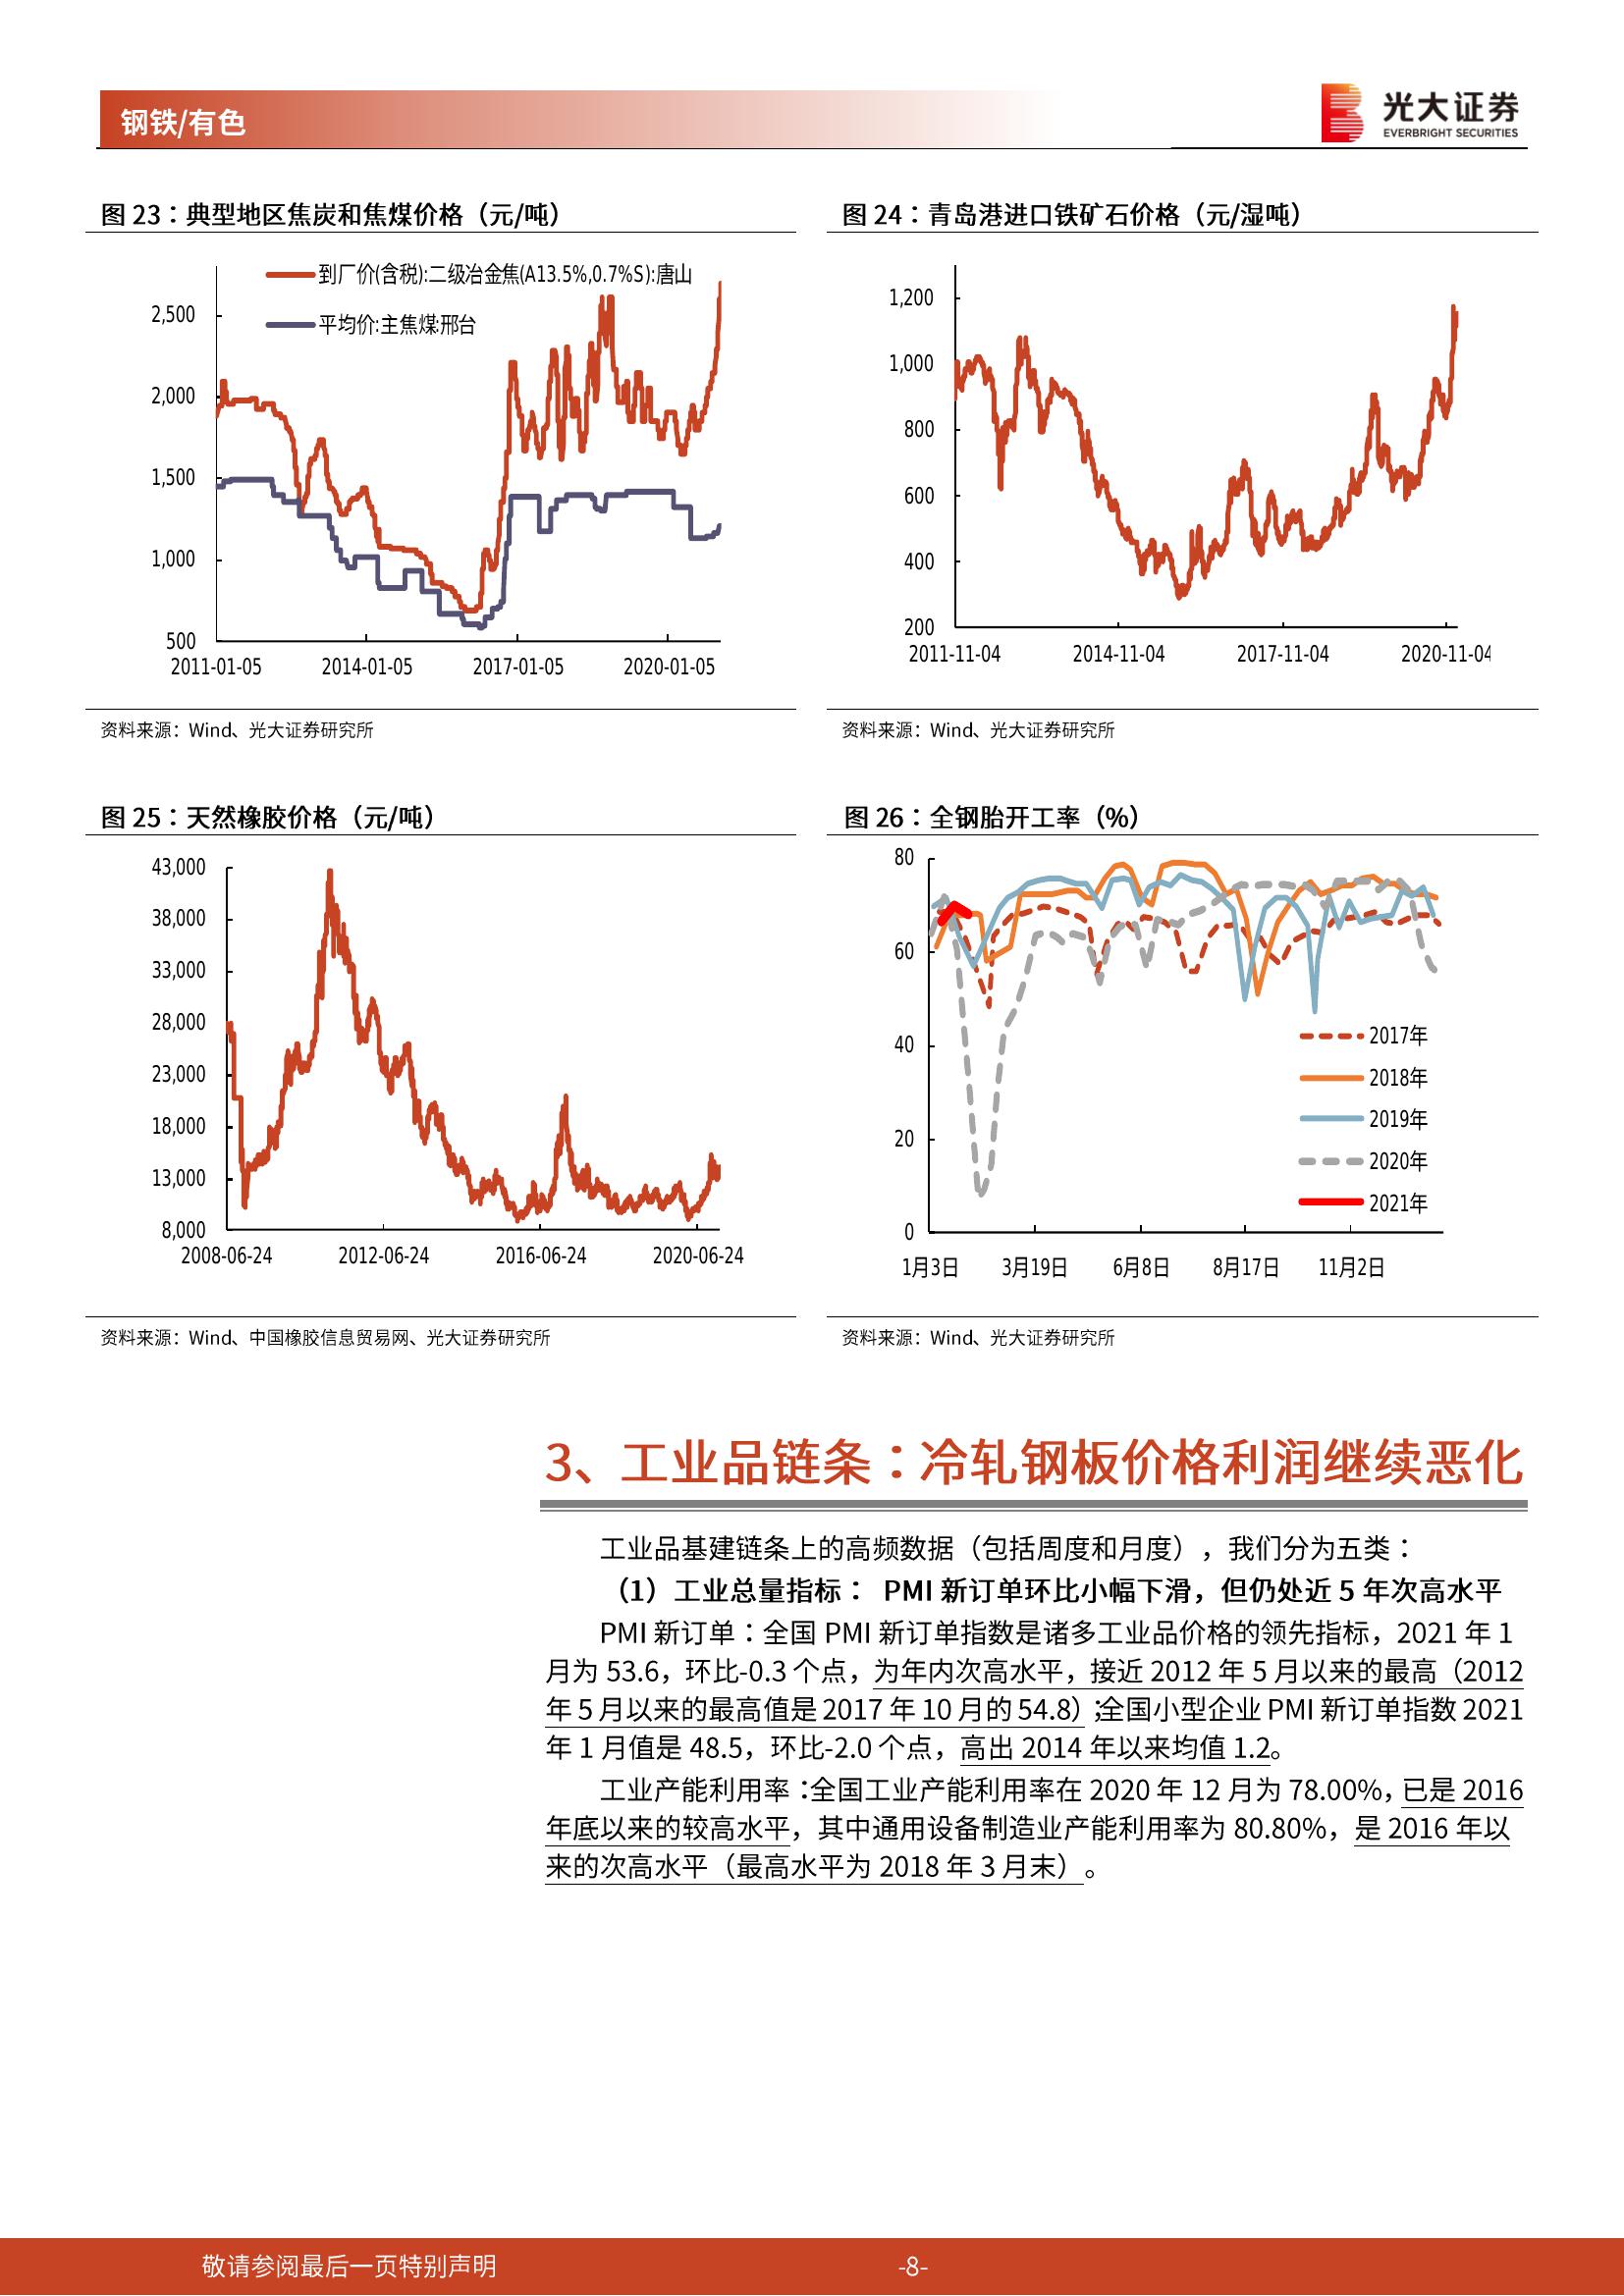 钢铁/有色
光大证券
EVERBRIGHT SECURITIES
图 23：典型地区焦炭和焦煤价格（元/吨）
到厂价(含税):二级冶金焦(A13.5%,0.7%S):唐山
平均价:主焦煤:邢台
2,500
2,000
1,500
1,000
500
2011-01-05 2014-01-05 2017-01-05 2020-01-05
资料来源：Wind、光大证券研究所
图 24：青岛港进口铁矿石价格（元/湿吨）
1,200
1,000
800
600
400
200
2011-11-04 2014-11-04 2017-11-04 2020-11-04
资料来源：Wind、光大证券研究所
图 25：天然橡胶价格（元/吨）
43,000
38,000
33,000
28,000
23,000
18,000
13,000
8,000
2008-06-24 2012-06-24 2016-06-24 2020-06-24
资料来源：Wind、中国橡胶信息贸易网、光大证券研究所
图 26：全钢胎开工率（%）
80
60
40
20
0
2017年
2018年
2019年
2020年
2021年
1月3日 3月19日 6月8日 8月17日 11月2日
资料来源：Wind、光大证券研究所
3、工业品链条：冷轧钢板价格利润继续恶化
工业品基建链条上的高频数据（包括周度和月度），我们分为五类：
（1）工业总量指标： PMI 新订单环比小幅下滑，但仍处近 5 年次高水平
PMI 新订单：全国 PMI 新订单指数是诸多工业品价格的领先指标，2021 年 1
月为 53.6，环比-0.3 个点，为年内次高水平，接近 2012 年 5 月以来的最高（2012
年 5 月以来的最高值是 2017 年 10 月的 54.8）；全国小型企业 PMI 新订单指数 2021
年 1 月值是 48.5，环比-2.0 个点，高出 2014 年以来均值 1.2。
工业产能利用率：全国工业产能利用率在 2020 年 12 月为 78.00%，已是 2016
年底以来的较高水平，其中通用设备制造业产能利用率为 80.80%，是 2016 年以
来的次高水平（最高水平为 2018 年 3 月末）。
敬请参阅最后一页特别声明
-8-